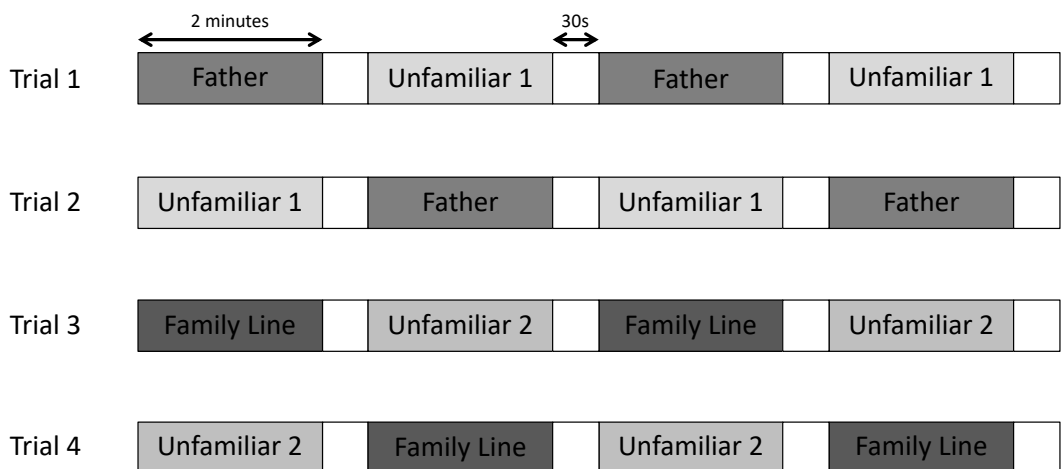 2 minutes 30s
Trial 1 Father Unfamiliar 1 Father Unfamiliar 1
Trial 2 Unfamiliar 1 Father Unfamiliar 1 Father
Trial 3 Family Line Unfamiliar 2 Family Line Unfamiliar 2
Trial 4 Unfamiliar 2 Family Line Unfamiliar 2 Family Line